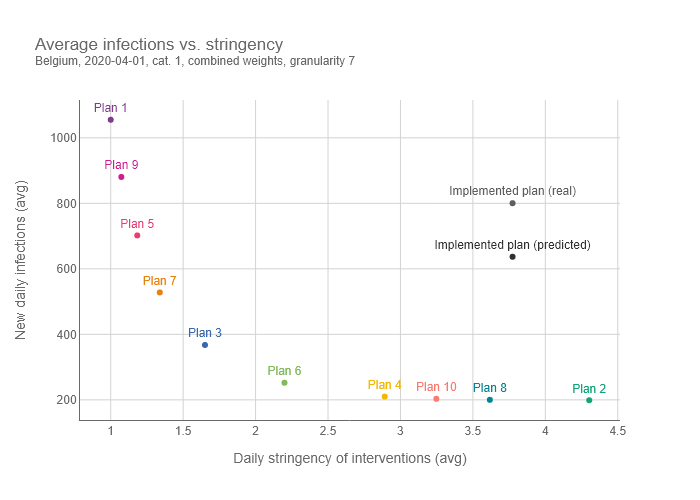 Average infections vs. stringency
Belgium, 2020-04-01, cat. 1, combined weights, granularity 7
Plan 1
1000
Plan 9
Implemented plan (real)
800
Plan 5
Implemented plan (predicted)
600
Plan 7
Plan 3
400
Plan 6
Plan 4
Plan 10
Plan 8
Plan 2
200
New daily infections (avg)
1
1.5
2
2.5
3
3.5
4
4.5
Daily stringency of interventions (avg)